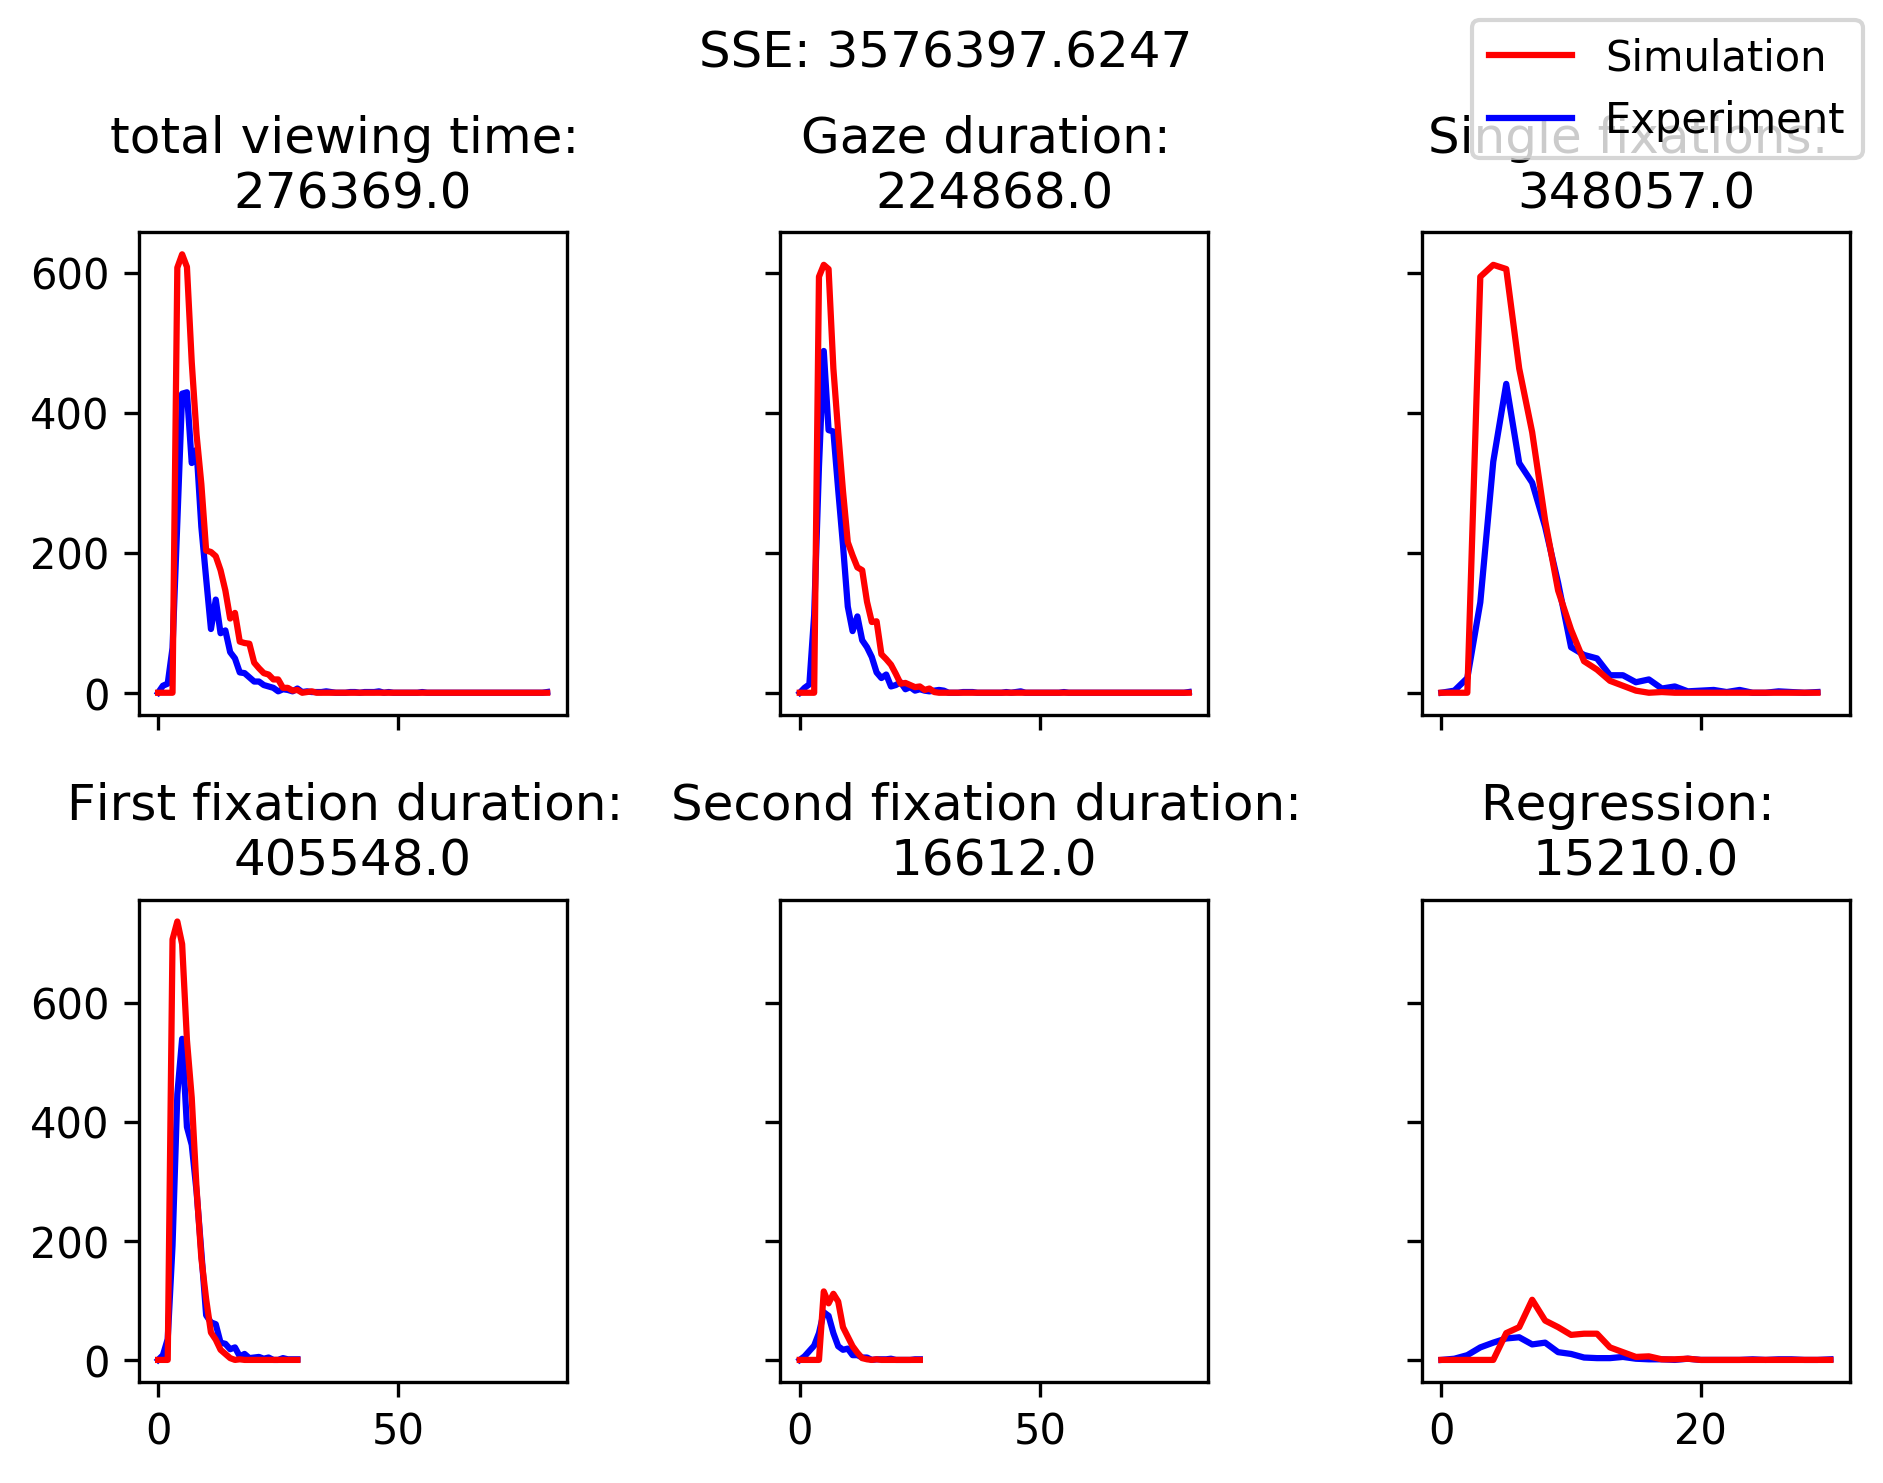 SSE: 3576397.6247
Simulation
Experiment
total viewing time:
276369.0
Gaze duration:
224868.0
Single fixations:
348057.0
600
400
200
0
First fixation duration:
405548.0
Second fixation duration:
16612.0
Regression:
15210.0
600
400
200
0
0 50
0 50
0 20